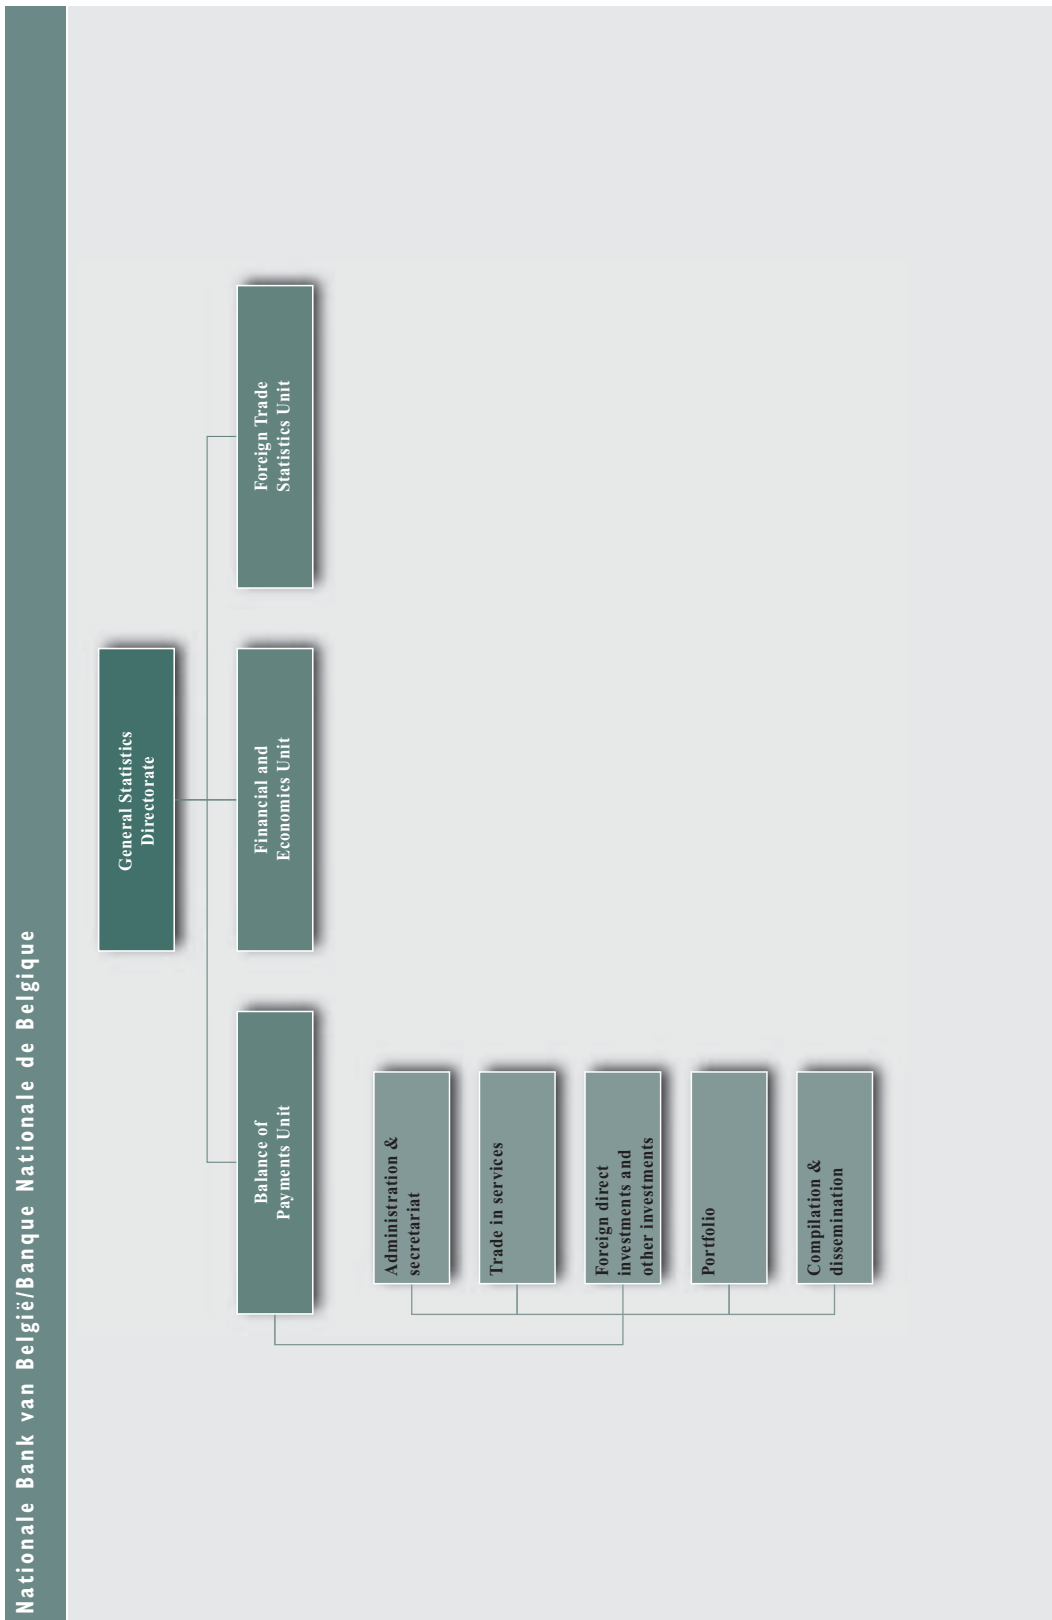 Nationale Bank van België/Banque Nationale de Belgique
General Statistics
Directorate
Balance of
Payments Unit
Financial and
Economics Unit
Foreign Trade
Statistics Unit
Administration &
secretariat
Trade in services
Foreign direct
investments and
other investments
Portfolio
Compilation &
dissemination